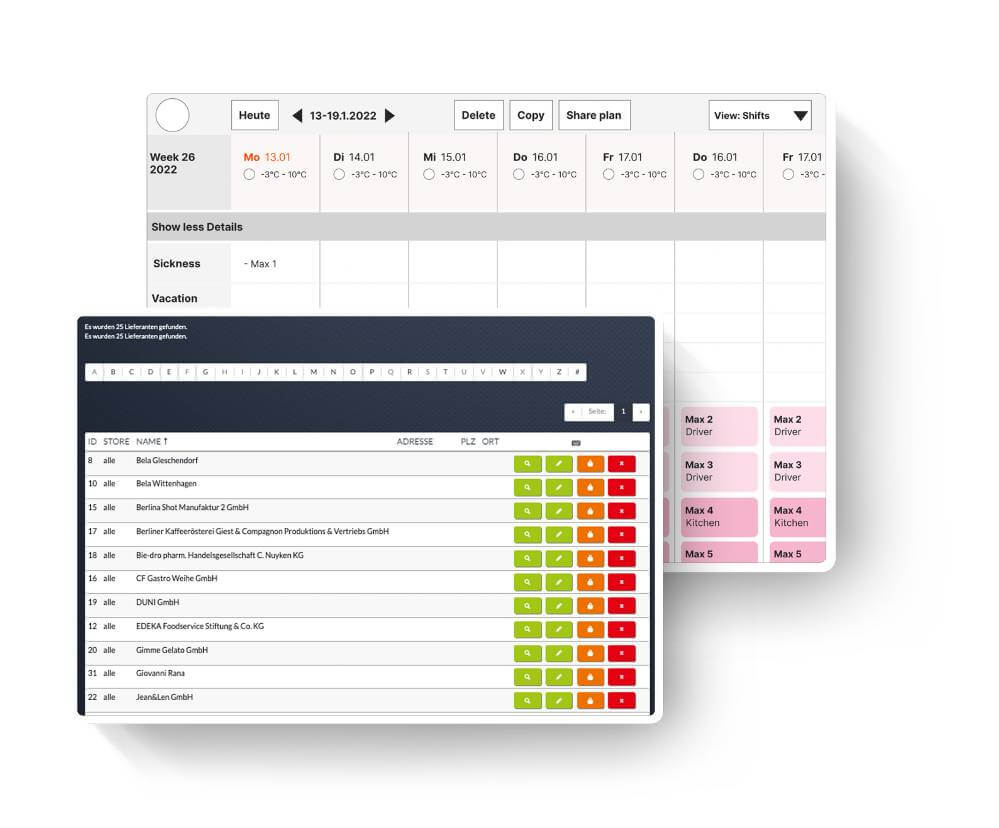 Heute 13-19.1.2022 Delete Copy Share plan View: Shifts
Week 26 Mo 13.01 Di 14.01 Mi 15.01 Do 16.01 Fr 17.01 Do 16.01 Fr 17.01
2022 -3°C - 10°C -3°C - 10°C -3°C - 10°C -3°C - 10°C -3°C - 10°C -3°C - 10°C -3°C -
Show less Details
Sickness - Max 1
Vacation
Max 2 Max 2
Driver Driver
Max 3 Max 3
Driver Driver
Max 4 Max 4
Kitchen Kitchen
Max 5 Max 5
Es wurden 25 Lieferanten gefunden.
Es wurden 25 Lieferanten gefunden.
A B C D E F G H I J K L M N O P Q R S T U V W X Y Z #
« Seite: 1 »
ID STORE NAME ↑ ADRESSE PLZ ORT
8 alle Bela Gleschendorf
10 alle Bela Wittenhagen
15 alle Berlina Shot Manufaktur 2 GmbH
17 alle Berliner Kaffeerösterei Giest & Compagnon Produktions & Vertriebs GmbH
18 alle Bie-dro pharm. Handelsgesellschaft C. Nuyken KG
16 alle CF Gastro Weihe GmbH
19 alle DUNI GmbH
12 alle EDEKA Foodservice Stiftung & Co. KG
20 alle Gimme Gelato GmbH
31 alle Giovanni Rana
22 alle Jean&Len GmbH